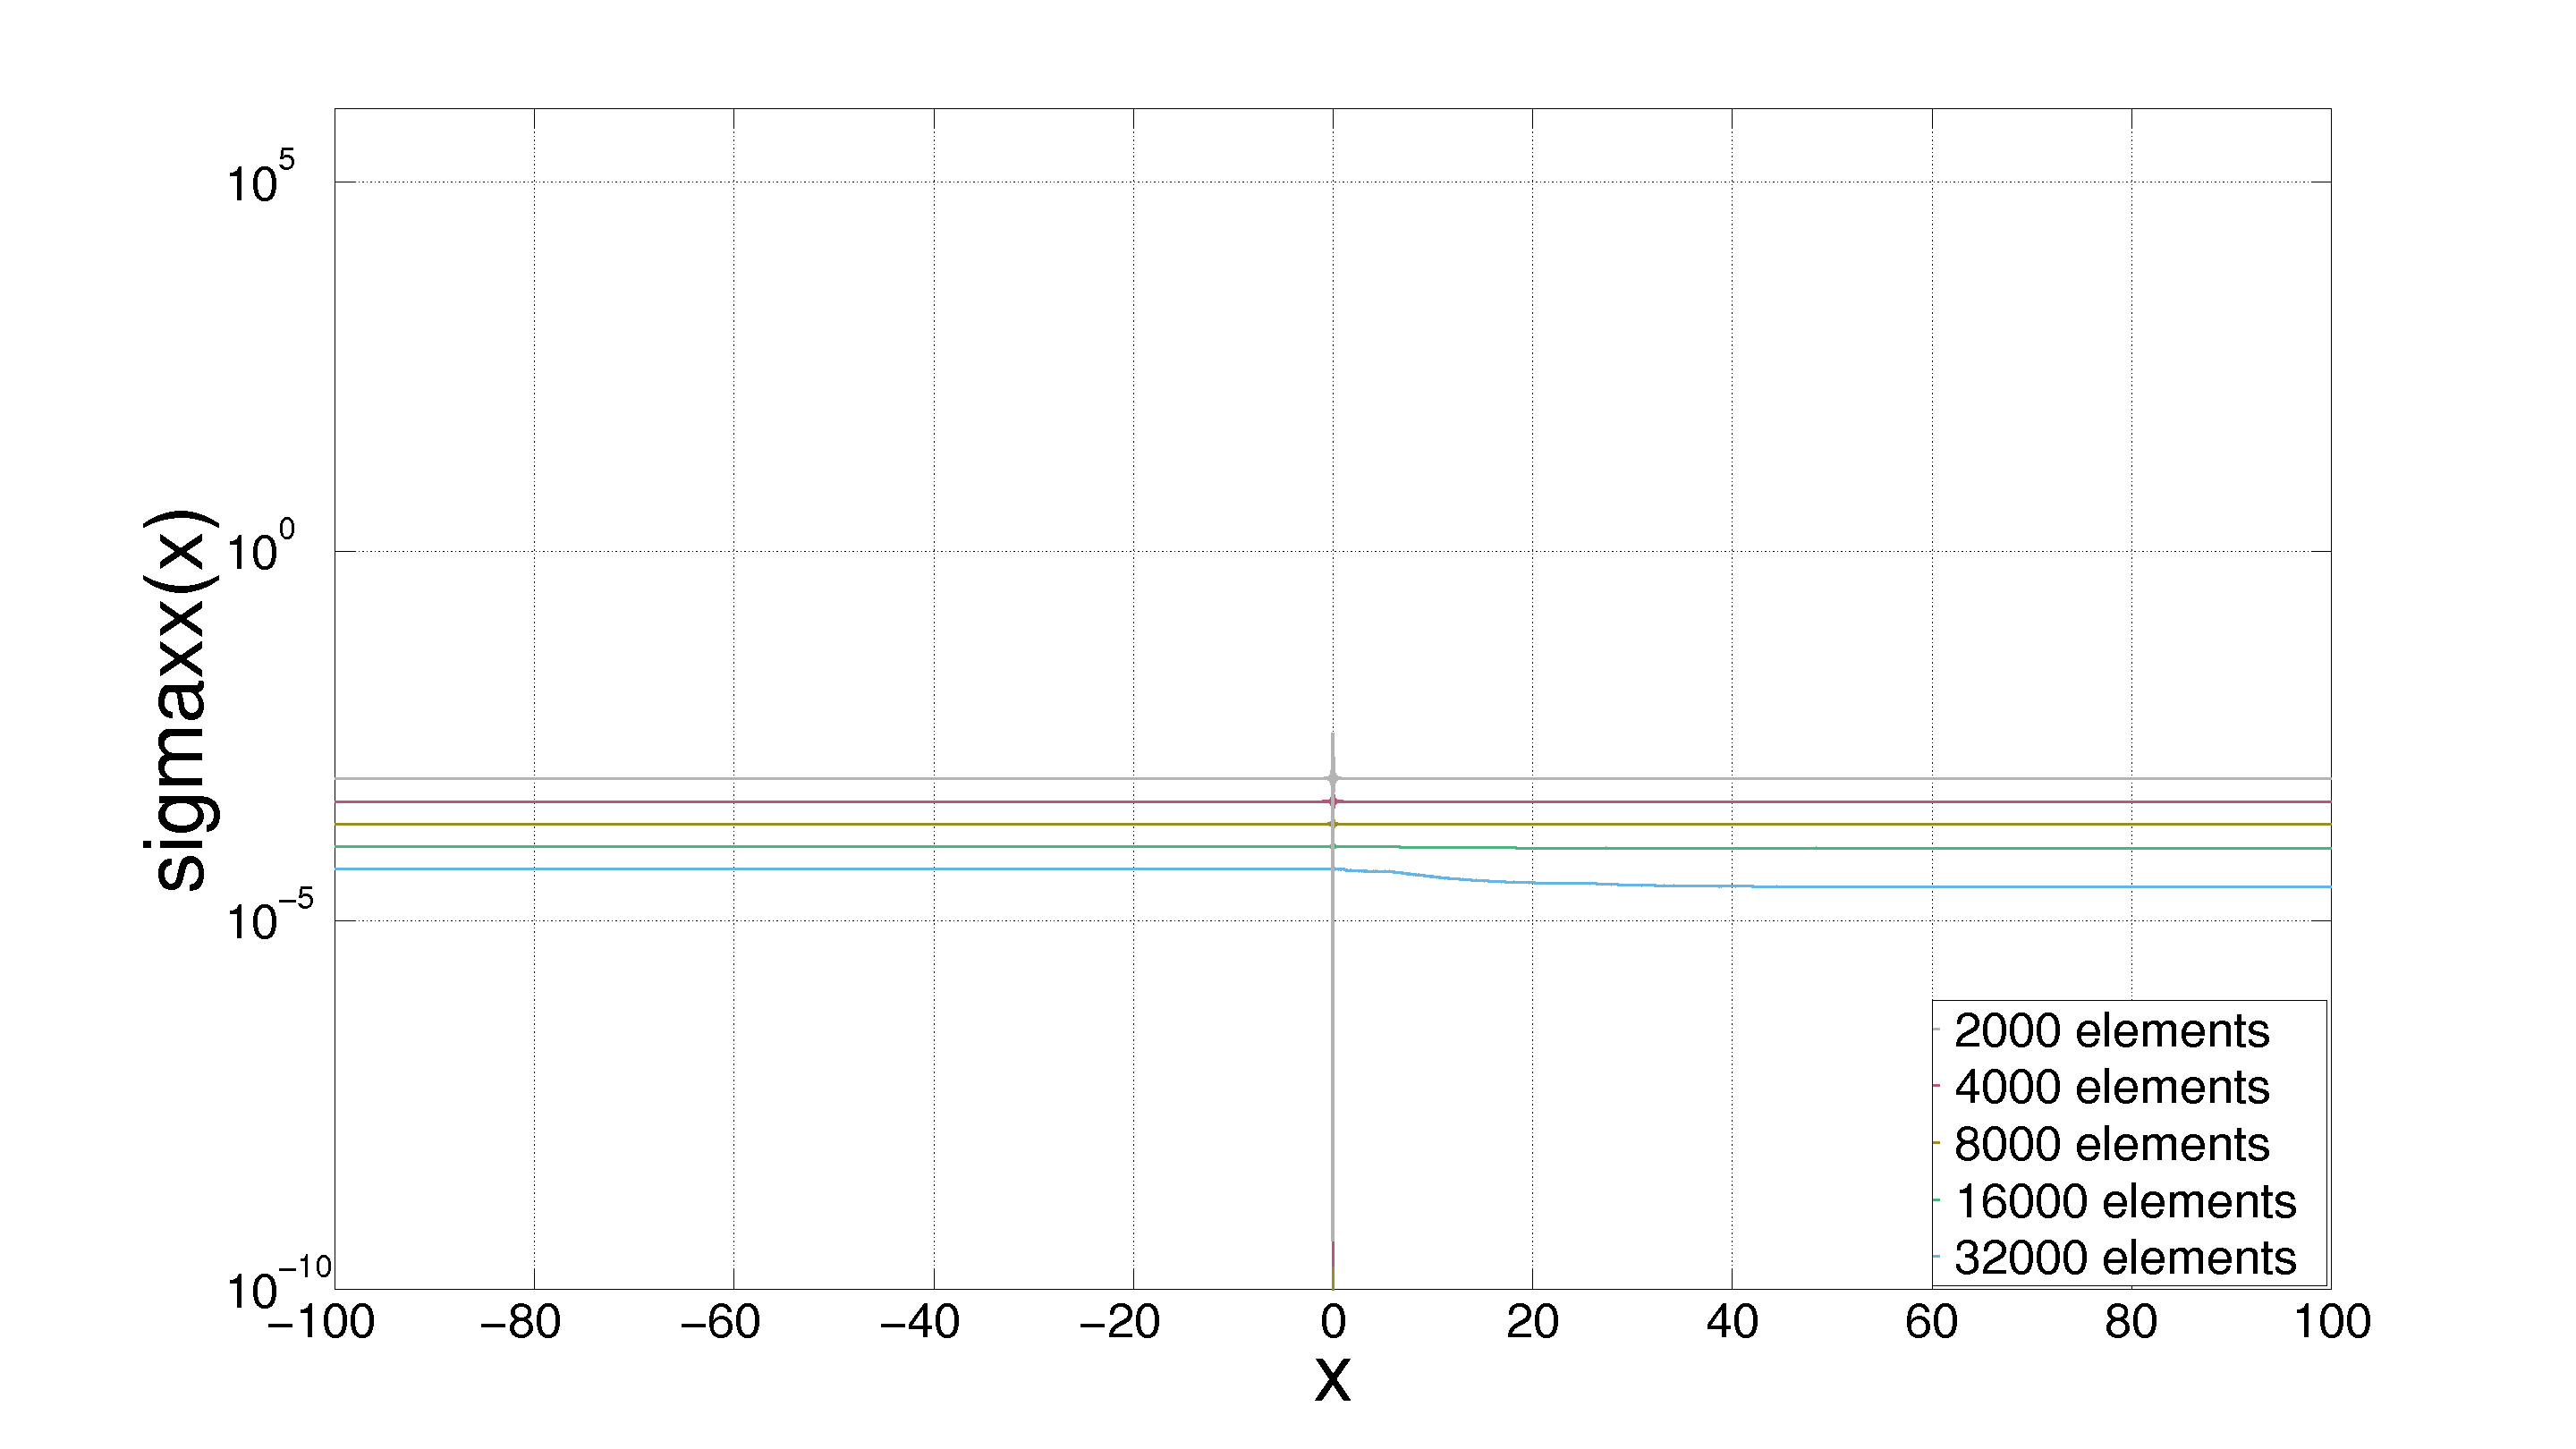 10^5
10^0
10^−5
10^−10
sigmaxx(x)
−100 −80 −60 −40 −20 0 20 40 60 80 100
x
2000 elements
4000 elements
8000 elements
16000 elements
32000 elements